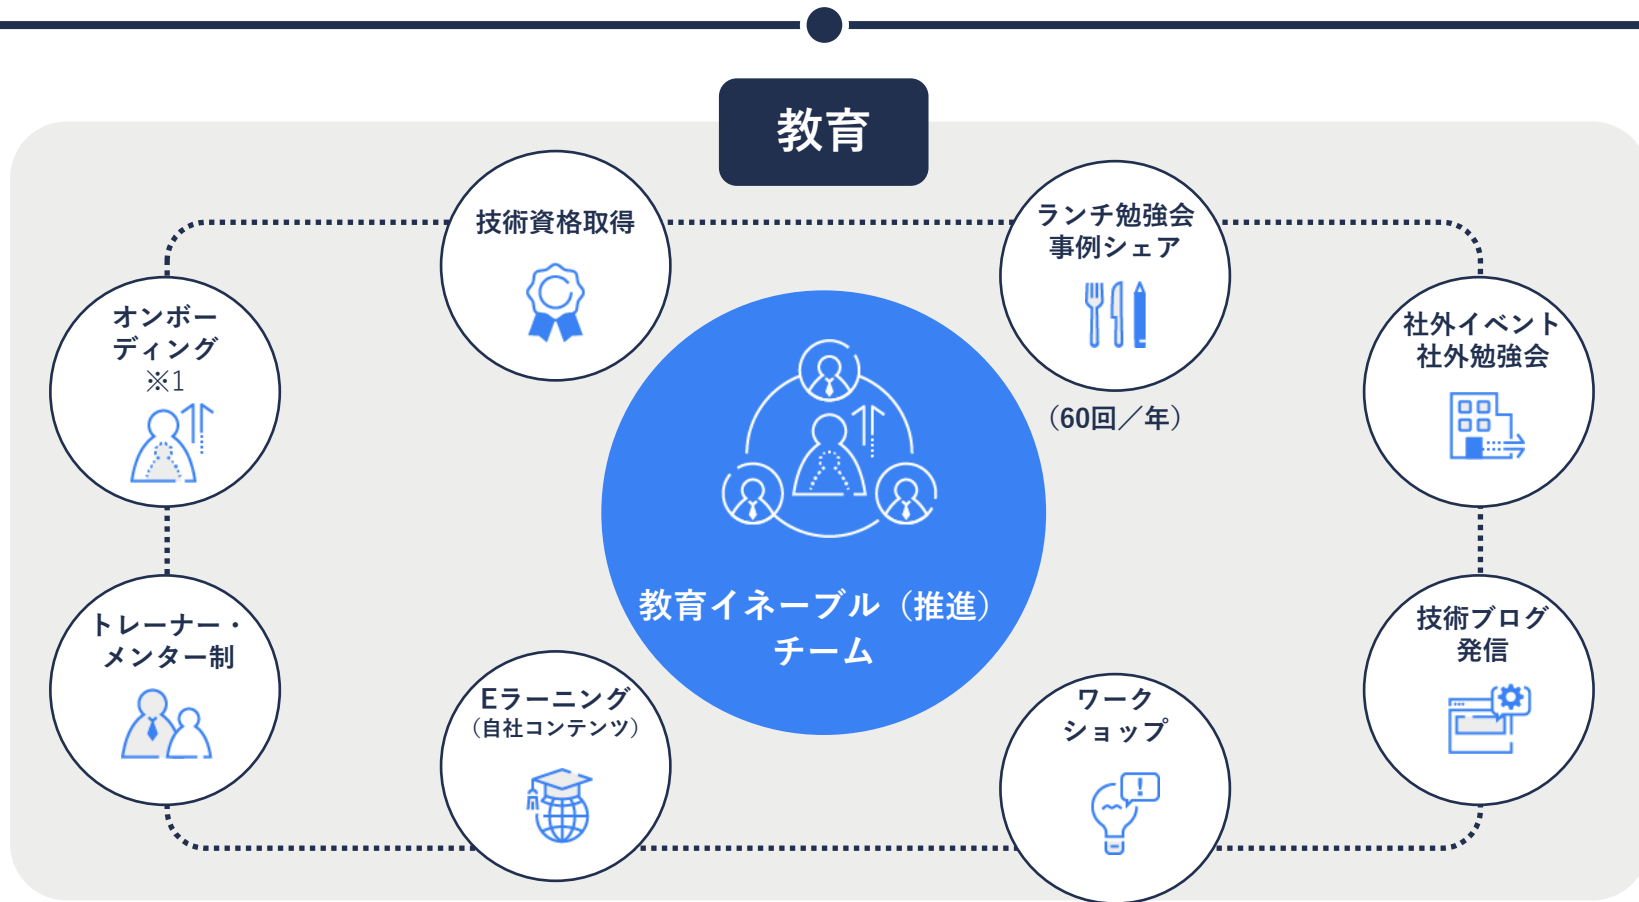 教育
技術資格取得
ランチ勉強会
事例シェア
（60回／年）
オンボー
ディング
※1
社外イベント
社外勉強会
教育イネーブル（推進）
チーム
トレーナー・
メンター制
Eラーニング
（自社コンテンツ）
ワーク
ショップ
技術ブログ
発信